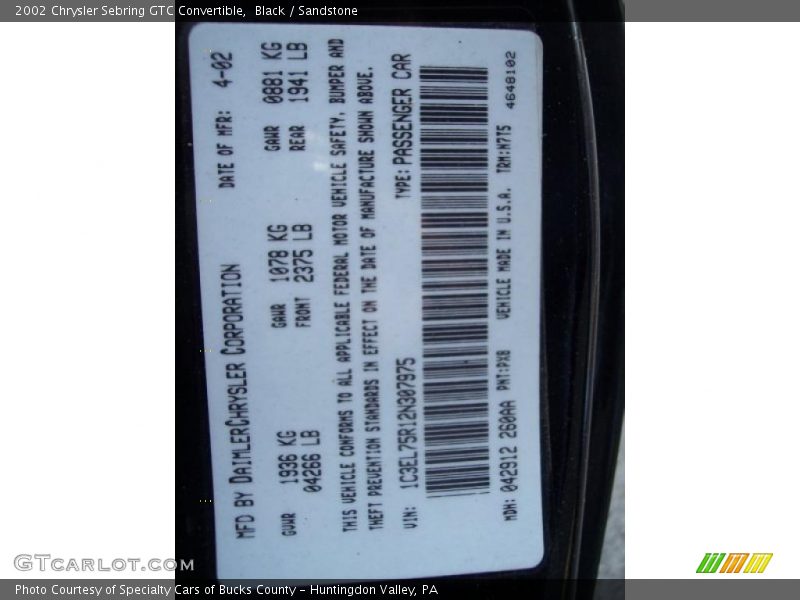 2002 Chrysler Sebring GTC Convertible, Black / Sandstone
MFD BY DAIMLERCHRYSLER CORPORATION DATE OF MFR: 4-02
GVWR 1936 KG GAWR 1078 KG GAWR 0881 KG
04266 LB FRONT 2375 LB REAR 1941 LB
THIS VEHICLE CONFORMS TO ALL APPLICABLE FEDERAL MOTOR VEHICLE SAFETY, BUMPER AND
THEFT PREVENTION STANDARDS IN EFFECT ON THE DATE OF MANUFACTURE SHOWN ABOVE.
VIN: 1C3EL75R12N307975 TYPE: PASSENGER CAR
MDH: 042912 260AA PNT:PXB VEHICLE MADE IN U.S.A. TRM:N7T5
4648102
GTCARLOT.COM
Photo Courtesy of Specialty Cars of Bucks County - Huntingdon Valley, PA